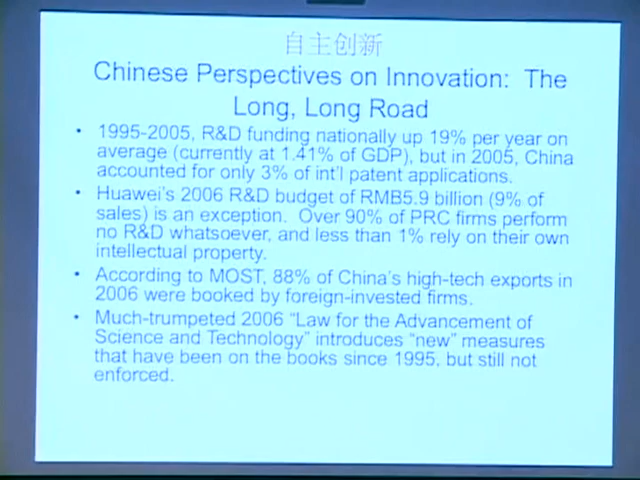 自主创新
Chinese Perspectives on Innovation: The
Long, Long Road
• 1995-2005, R&D funding nationally up 19% per year on
average (currently at 1.41% of GDP), but in 2005, China
accounted for only 3% of int'l patent applications.
• Huawei's 2006 R&D budget of RMB5.9 billion (9% of
sales) is an exception. Over 90% of PRC firms perform
no R&D whatsoever, and less than 1% rely on their own
intellectual property.
• According to MOST, 88% of China's high-tech exports in
2006 were booked by foreign-invested firms.
• Much-trumpeted 2006 "Law for the Advancement of
Science and Technology" introduces "new" measures
that have been on the books since 1995, but still not
enforced.